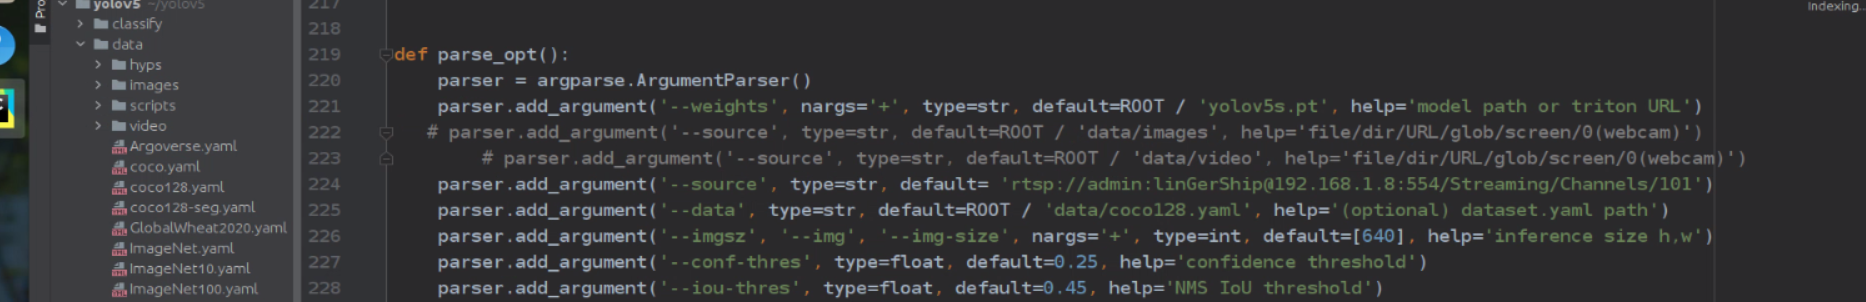 Pro
yolov5 ~/yolov5
classify
data
hyps
images
scripts
video
Argoverse.yaml
coco.yaml
coco128.yaml
coco128-seg.yaml
GlobalWheat2020.yaml
ImageNet.yaml
ImageNet10.yaml
ImageNet100.yaml
217
218
219 def parse_opt():
220 parser = argparse.ArgumentParser()
221 parser.add_argument('--weights', nargs='+', type=str, default=ROOT / 'yolov5s.pt', help='model path or triton URL')
222 # parser.add_argument('--source', type=str, default=ROOT / 'data/images', help='file/dir/URL/glob/screen/0(webcam)')
223 # parser.add_argument('--source', type=str, default=ROOT / 'data/video', help='file/dir/URL/glob/screen/0(webcam)')
224 parser.add_argument('--source', type=str, default= 'rtsp://admin:linGerShip@192.168.1.8:554/Streaming/Channels/101')
225 parser.add_argument('--data', type=str, default=ROOT / 'data/coco128.yaml', help='(optional) dataset.yaml path')
226 parser.add_argument('--imgsz', '--img', '--img-size', nargs='+', type=int, default=[640], help='inference size h,w')
227 parser.add_argument('--conf-thres', type=float, default=0.25, help='confidence threshold')
228 parser.add_argument('--iou-thres', type=float, default=0.45, help='NMS IoU threshold')
Indexing...